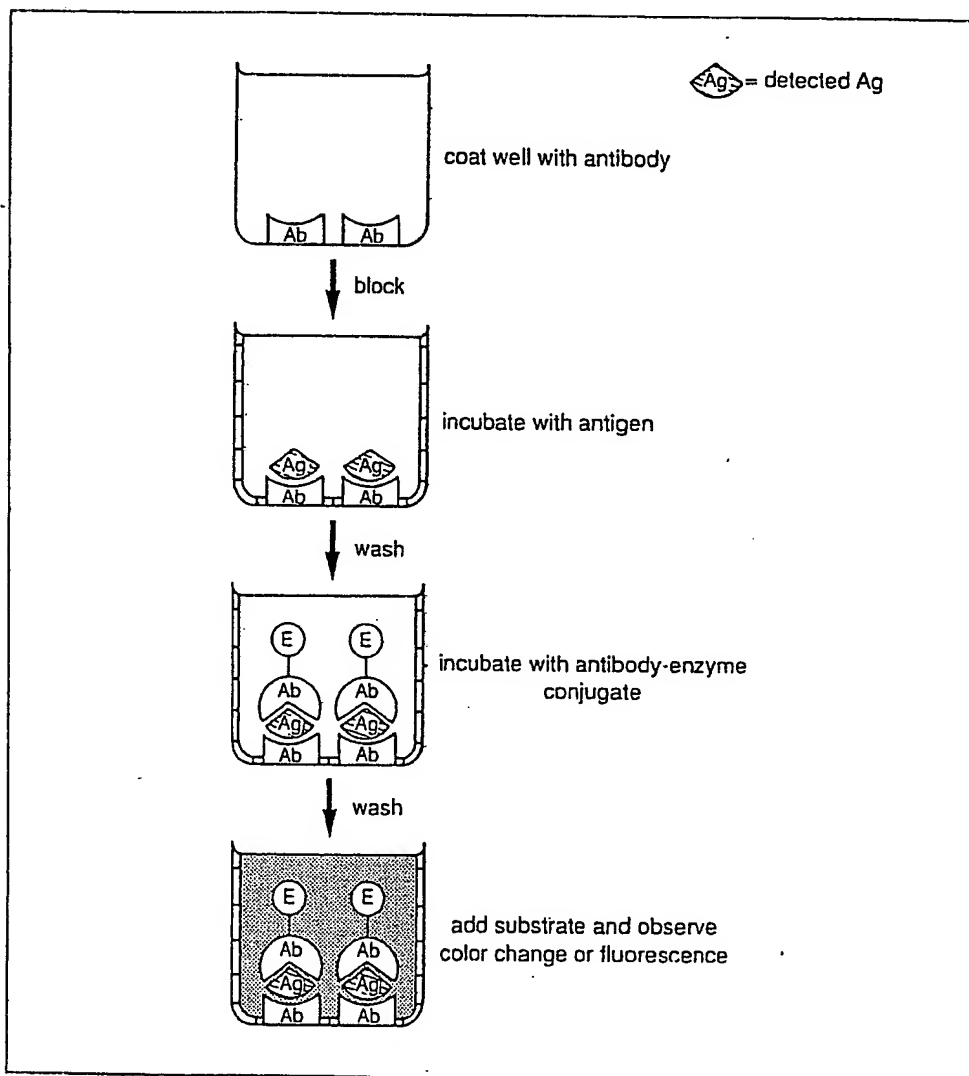 Ag = detected Ag
coat well with antibody
Ab Ab
block
incubate with antigen
Ag Ag
Ab Ab
wash
E E
incubate with antibody-enzyme
conjugate
Ab Ab
Ag Ag
Ab Ab
wash
E E
add substrate and observe
color change or fluorescence
Ab Ab
Ag Ag
Ab Ab